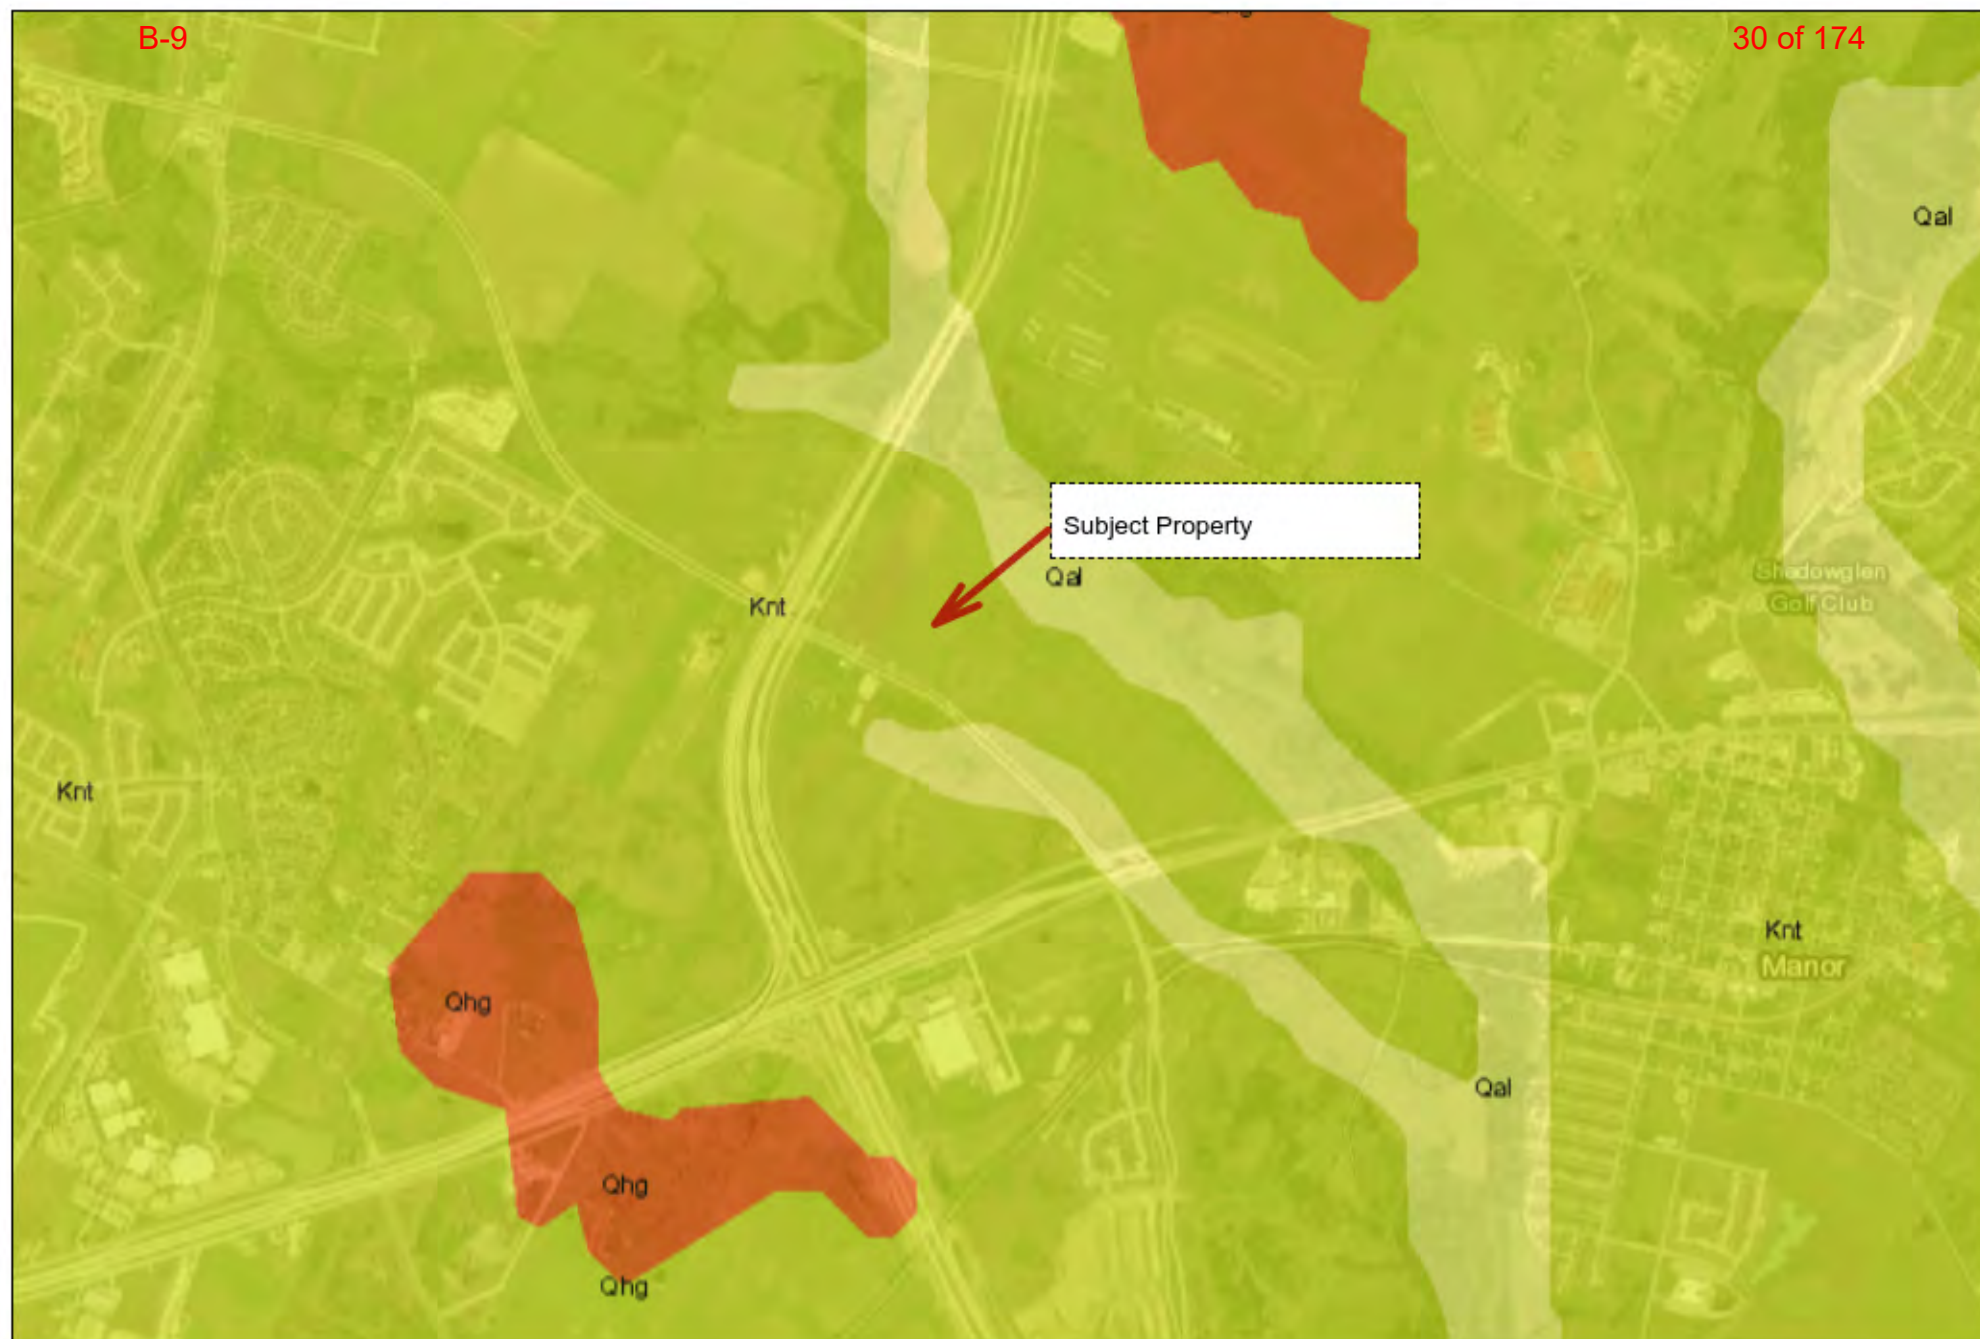 B-9
30 of 174
Qal
Subject Property
Qal
Shadowglen
Golf Club
Knt
Knt
Knt
Manor
Qhg
Qal
Qhg
Qhg